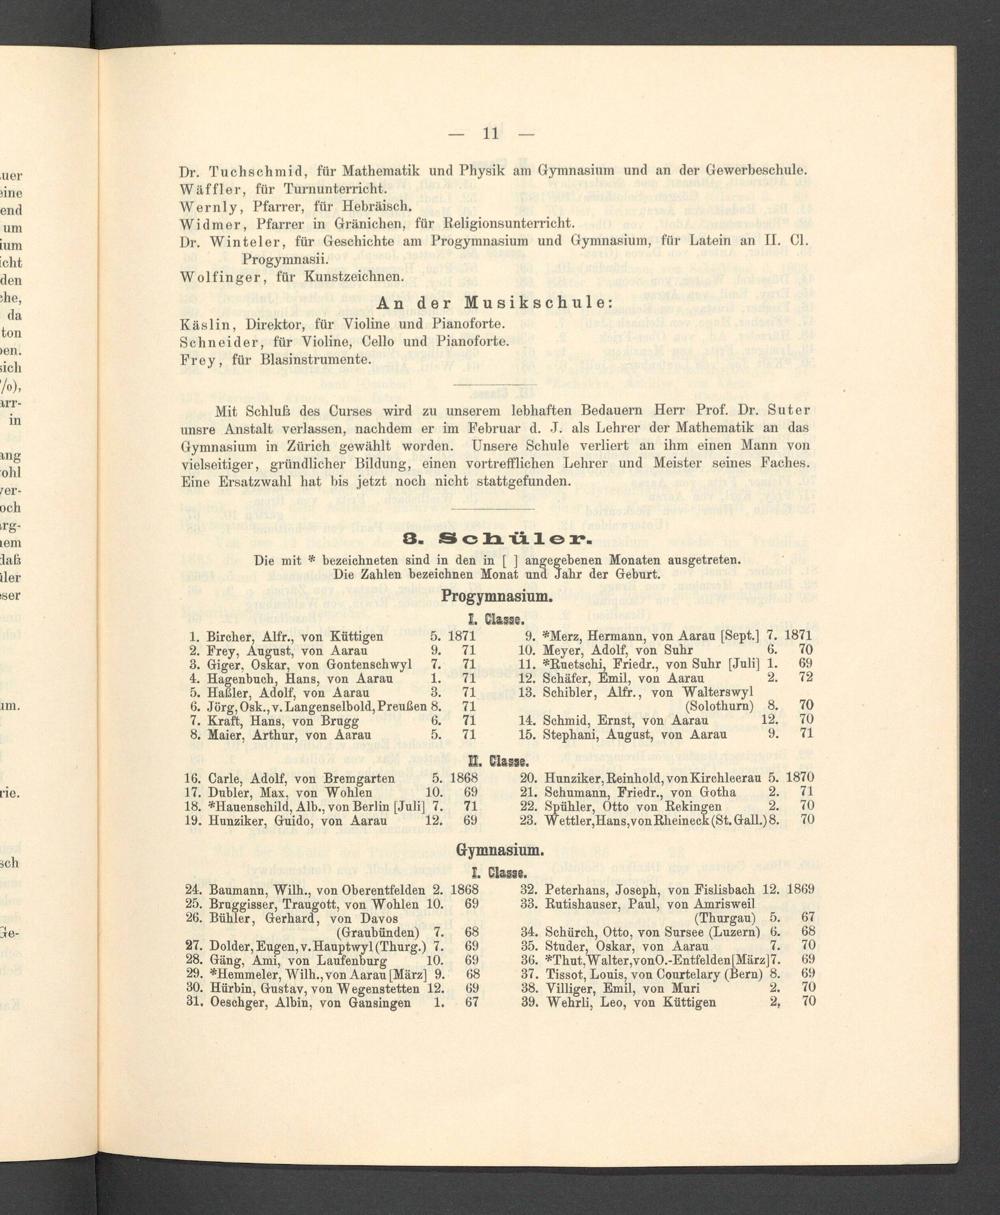 — 11 —
Dr. Tuchschmid, für Mathematik und Physik am Gymnasium und an der Gewerbeschule.
Wäffler, für Turnunterricht.
Wernly, Pfarrer, für Hebräisch.
Widmer, Pfarrer in Gränichen, für Religionsunterricht.
Dr. Winteler, für Geschichte am Progymnasium und Gymnasium, für Latein an II. Cl.
Progymnasii.
Wolfinger, für Kunstzeichnen.
An der Musikschule:
Käslin, Direktor, für Violine und Pianoforte.
Schneider, für Violine, Cello und Pianoforte.
Frey, für Blasinstrumente.
Mit Schluß des Curses wird zu unserem lebhaften Bedauern Herr Prof. Dr. Suter
unsre Anstalt verlassen, nachdem er im Februar d. J. als Lehrer der Mathematik an das
Gymnasium in Zürich gewählt worden. Unsere Schule verliert an ihm einen Mann von
vielseitiger, gründlicher Bildung, einen vortrefflichen Lehrer und Meister seines Faches.
Eine Ersatzwahl hat bis jetzt noch nicht stattgefunden.
3. Schüler.
Die mit * bezeichneten sind in den in [ ] angegebenen Monaten ausgetreten.
Die Zahlen bezeichnen Monat und Jahr der Geburt.
Progymnasium.
I. Classe.
1. Bircher, Alfr., von Küttigen 5. 1871
2. Frey, August, von Aarau 9. 71
3. Giger, Oskar, von Gontenschwyl 7. 71
4. Hagenbuch, Hans, von Aarau 1. 71
5. Haßler, Adolf, von Aarau 3. 71
6. Jörg, Osk., v. Langenselbold, Preußen 8. 71
7. Kraft, Hans, von Brugg 6. 71
8. Maier, Arthur, von Aarau 5. 71
9. *Merz, Hermann, von Aarau [Sept.] 7. 1871
10. Meyer, Adolf, von Suhr 6. 70
11. *Ruetschi, Friedr., von Suhr [Juli] 1. 69
12. Schäfer, Emil, von Aarau 2. 72
13. Schibler, Alfr., von Walterswyl
(Solothurn) 8. 70
14. Schmid, Ernst, von Aarau 12. 70
15. Stephani, August, von Aarau 9. 71
II. Classe.
16. Carle, Adolf, von Bremgarten 5. 1868
17. Dubler, Max, von Wohlen 10. 69
18. *Hauenschild, Alb., von Berlin [Juli] 7. 71
19. Hunziker, Guido, von Aarau 12. 69
20. Hunziker, Reinhold, von Kirchleerau 5. 1870
21. Schumann, Friedr., von Gotha 2. 71
22. Spühler, Otto von Rekingen 2. 70
23. Wettler, Hans, von Rheineck (St. Gall.) 8. 70
Gymnasium.
I. Classe.
24. Baumann, Wilh., von Oberentfelden 2. 1868
25. Bruggisser, Traugott, von Wohlen 10. 69
26. Bühler, Gerhard, von Davos
(Graubünden) 7. 68
27. Dolder, Eugen, v. Hauptwyl (Thurg.) 7. 69
28. Gäng, Ami, von Laufenburg 10. 69
29. *Hemmeler, Wilh., von Aarau [März] 9. 68
30. Hürbin, Gustav, von Wegenstetten 12. 69
31. Oeschger, Albin, von Gansingen 1. 67
32. Peterhans, Joseph, von Fislisbach 12. 1869
33. Rutishauser, Paul, von Amrisweil
(Thurgau) 5. 67
34. Schürch, Otto, von Sursee (Luzern) 6. 68
35. Studer, Oskar, von Aarau 7. 70
36. *Thut, Walter, von O.-Entfelden [März] 7. 69
37. Tissot, Louis, von Courtelary (Bern) 8. 69
38. Villiger, Emil, von Muri 2. 70
39. Wehrli, Leo, von Küttigen 2, 70